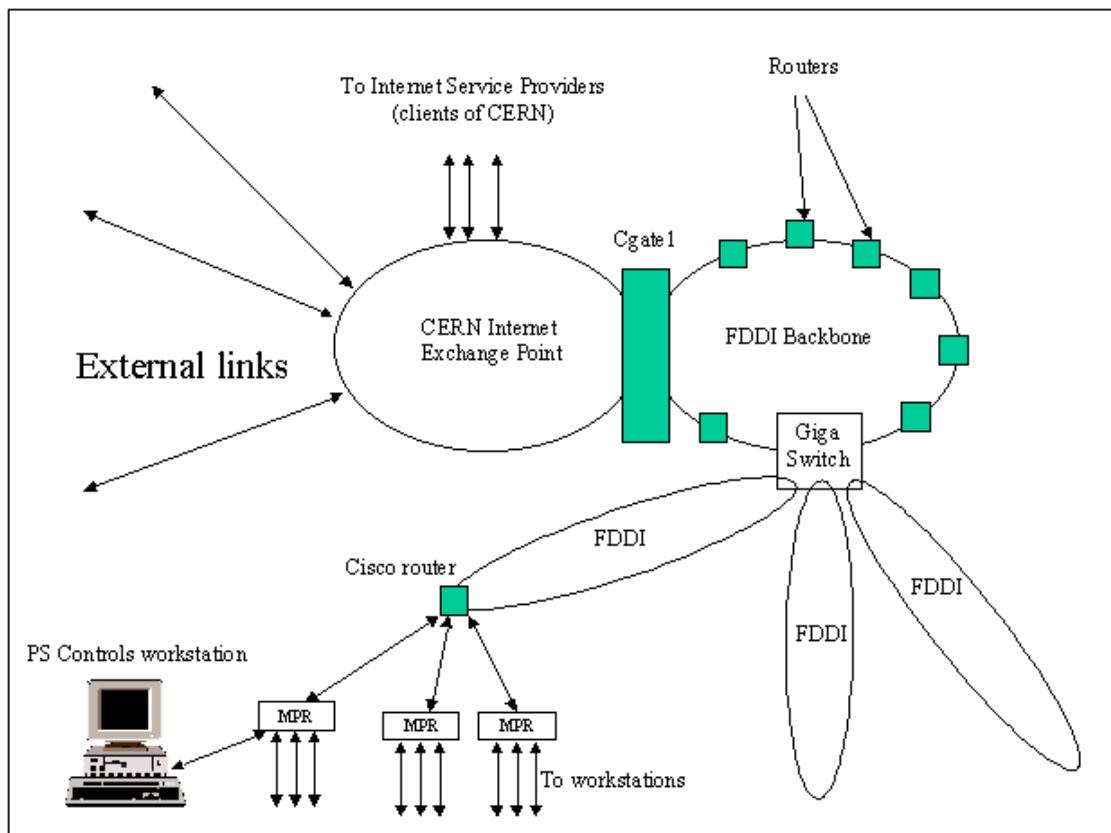 To Internet Service Providers
(clients of CERN)
Routers
Cgate1
CERN Internet
Exchange Point
FDDI Backbone
External links
Giga
Switch
FDDI
Cisco router
FDDI
FDDI
PS Controls workstation
MPR
MPR
MPR
To workstations